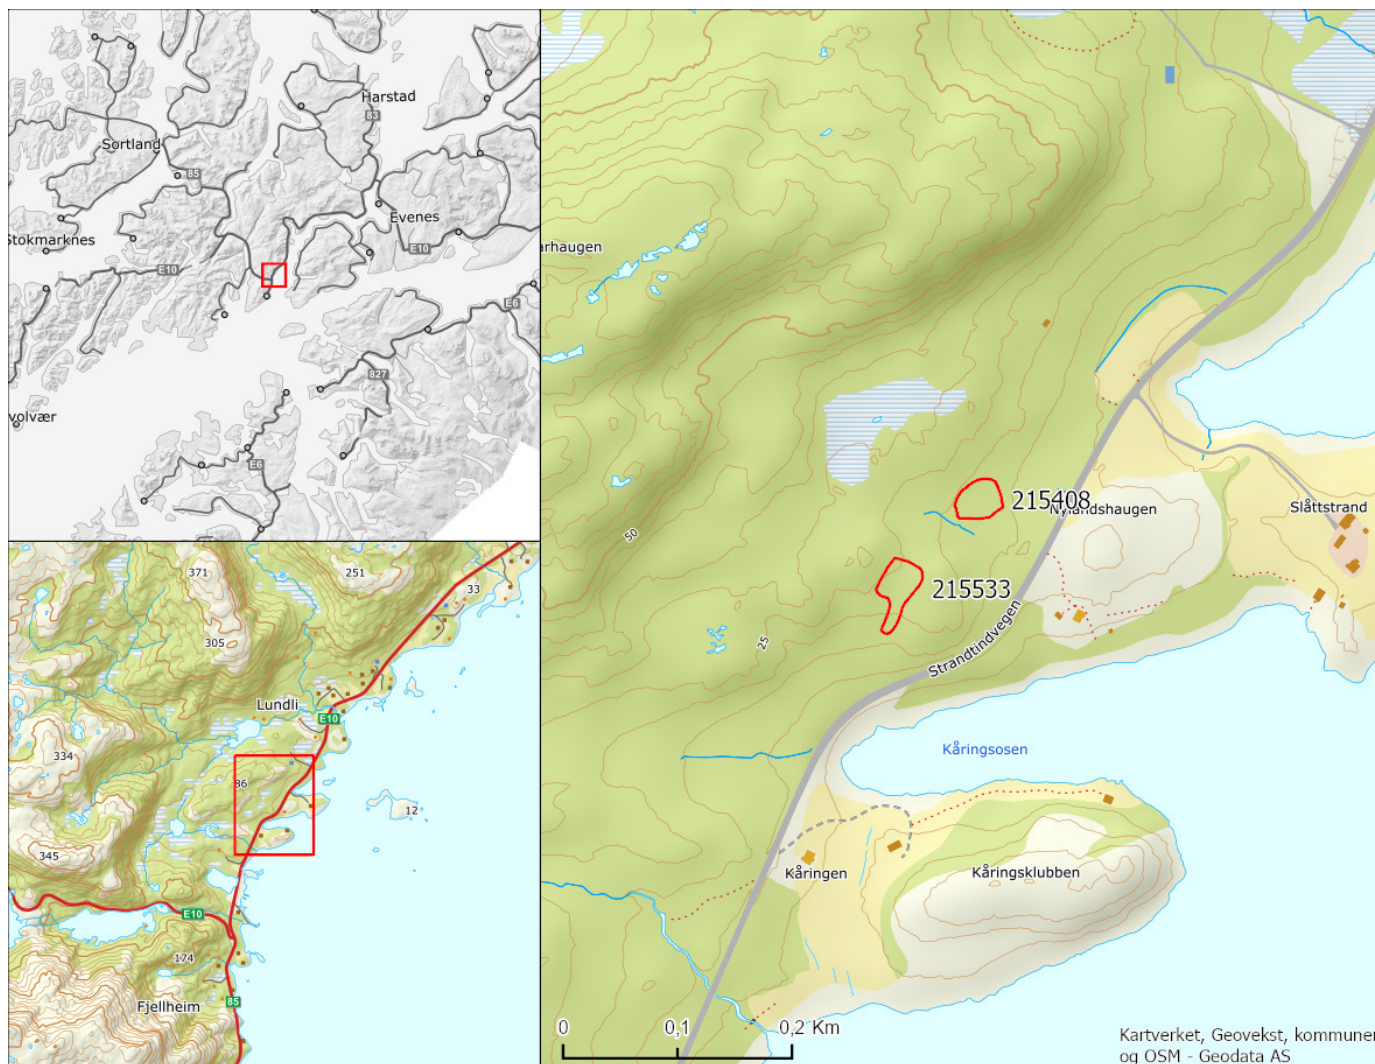 Harstad
83
Sortland
85
Evenes
Stokmarknes
E10
E10
E6
827
volvær
E6
371
251
33
305
Lundli
E10
334
86
12
345
E10
174
Fjellheim
85
arhaugen
50
215408
Nylandshaugen
Slåttstrand
215533
25
Strandtindvegen
Kåringsosen
Kåringen
Kåringsklubben
0
0,1
0,2 Km
Kartverket, Geovekst, kommuner
og OSM - Geodata AS